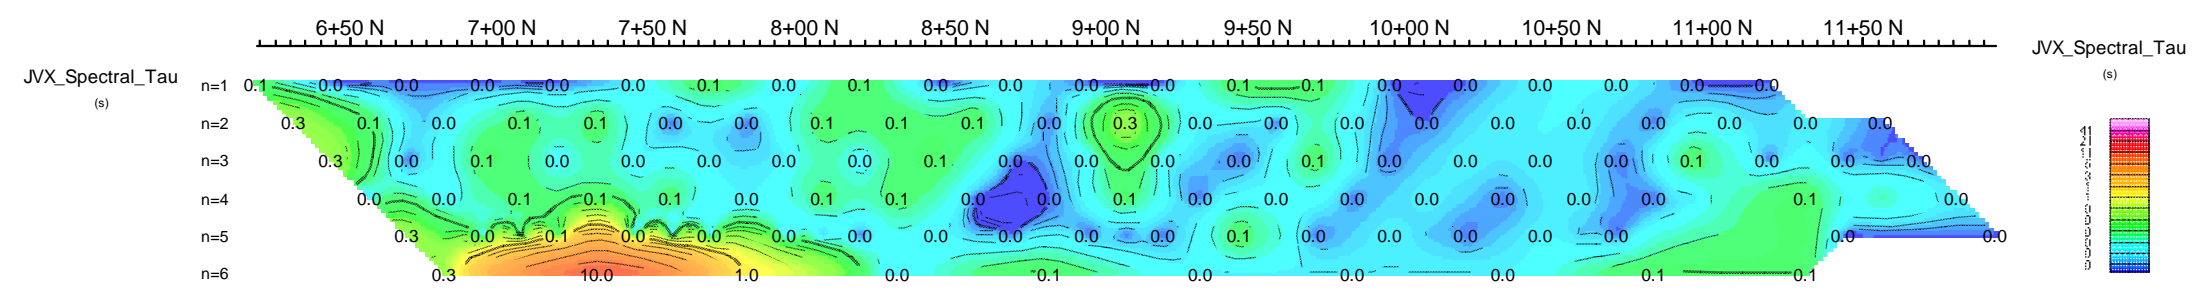 6+50 N 7+00 N 7+50 N 8+00 N 8+50 N 9+00 N 9+50 N 10+00 N 10+50 N 11+00 N 11+50 N
JVX_Spectral_Tau JVX_Spectral_Tau
(s) (s)
n=1 0.1 0.0 0.0 0.0 0.0 0.0 0.1 0.0 0.1 0.0 0.0 0.0 0.0 0.1 0.1 0.0 0.0 0.0 0.0 0.0 0.0
n=2 0.3 0.1 0.0 0.1 0.1 0.0 0.0 0.1 0.1 0.1 0.0 0.3 0.0 0.0 0.0 0.0 0.0 0.0 0.0 0.0 0.0 0.0
n=3 0.3 0.0 0.1 0.0 0.0 0.0 0.0 0.0 0.1 0.0 0.0 0.0 0.0 0.1 0.0 0.0 0.0 0.0 0.1 0.0 0.0 0.0
n=4 0.0 0.0 0.1 0.1 0.1 0.0 0.1 0.1 0.0 0.0 0.1 0.0 0.0 0.0 0.0 0.0 0.0 0.0 0.1 0.0
n=5 0.3 0.0 0.1 0.0 0.0 0.0 0.0 0.0 0.0 0.0 0.0 0.1 0.0 0.0 0.0 0.0 0.0 0.0 0.0
n=6 0.3 10.0 1.0 0.0 0.1 0.0 0.0 0.0 0.1 0.1